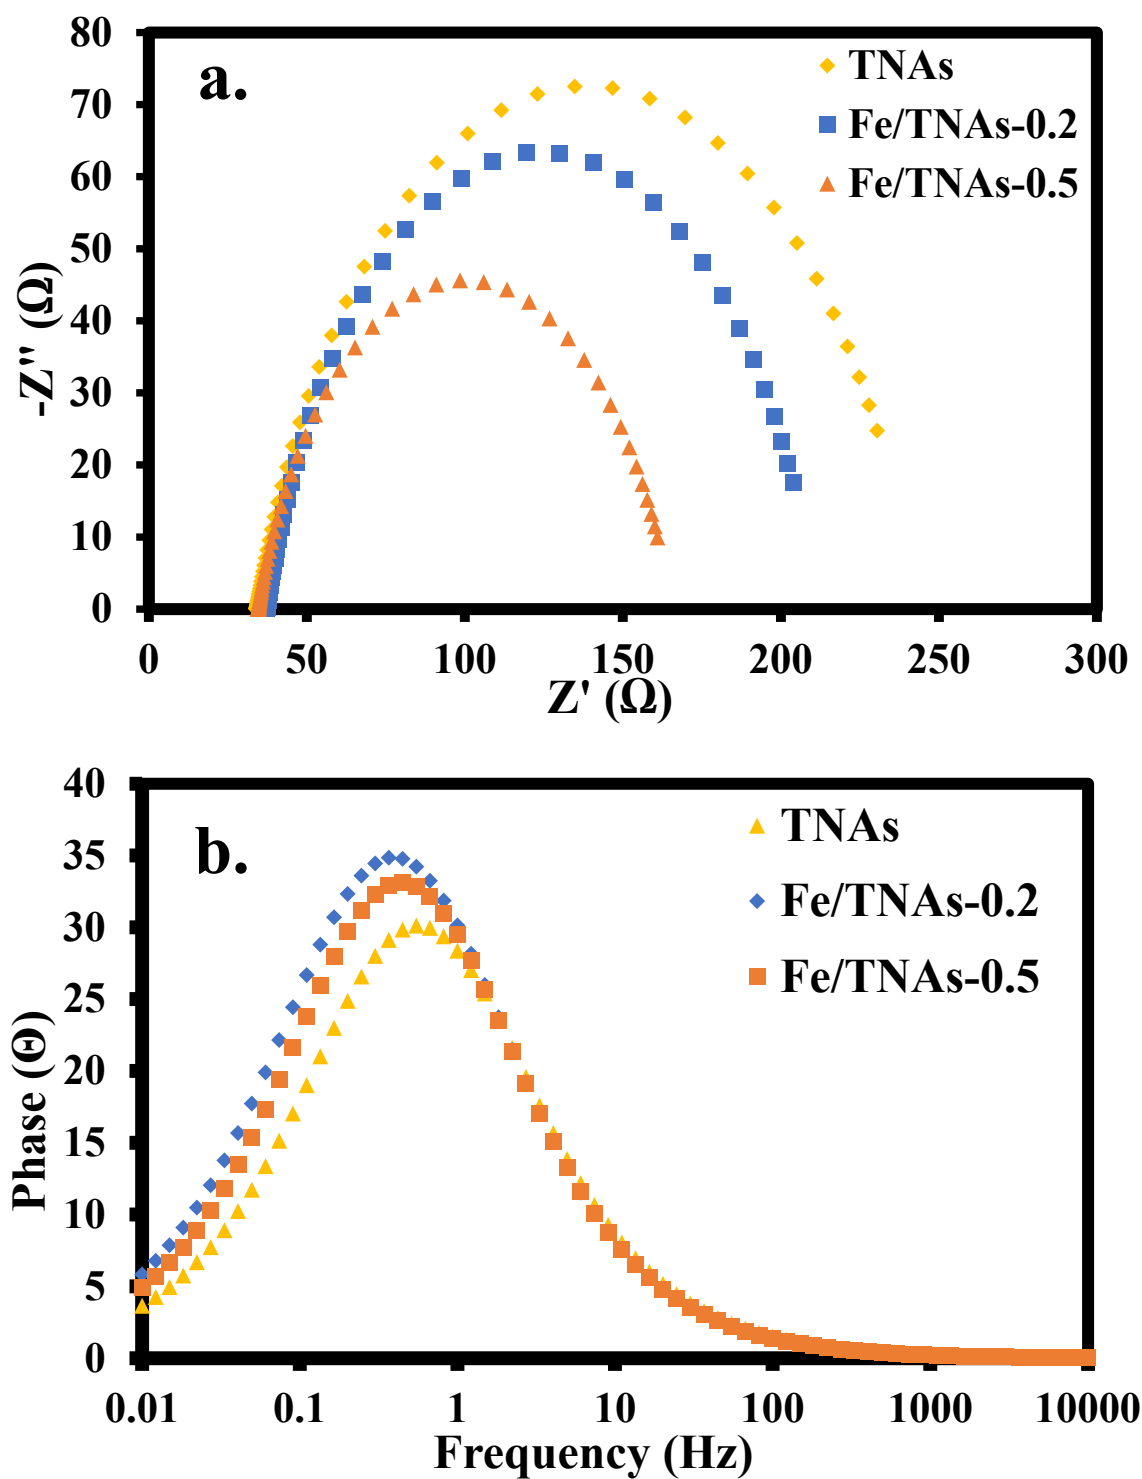 a.
80
70
60
50
40
30
20
10
0
-Z'' (Ω)
TNAs
Fe/TNAs-0.2
Fe/TNAs-0.5
0 50 100 150 200 250 300
Z' (Ω)
b.
40
35
30
25
20
15
10
5
0
Phase (Θ)
TNAs
Fe/TNAs-0.2
Fe/TNAs-0.5
0.01 0.1 1 10 100 1000 10000
Frequency (Hz)